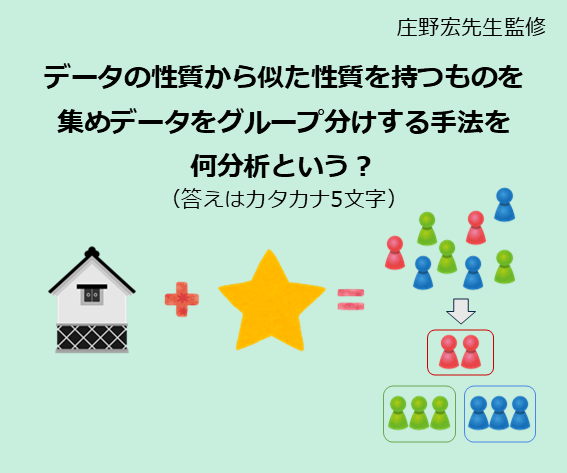 庄野宏先生監修
データの性質から似た性質を持つものを
集めデータをグループ分けする手法を
何分析という？
（答えはカタカナ5文字）